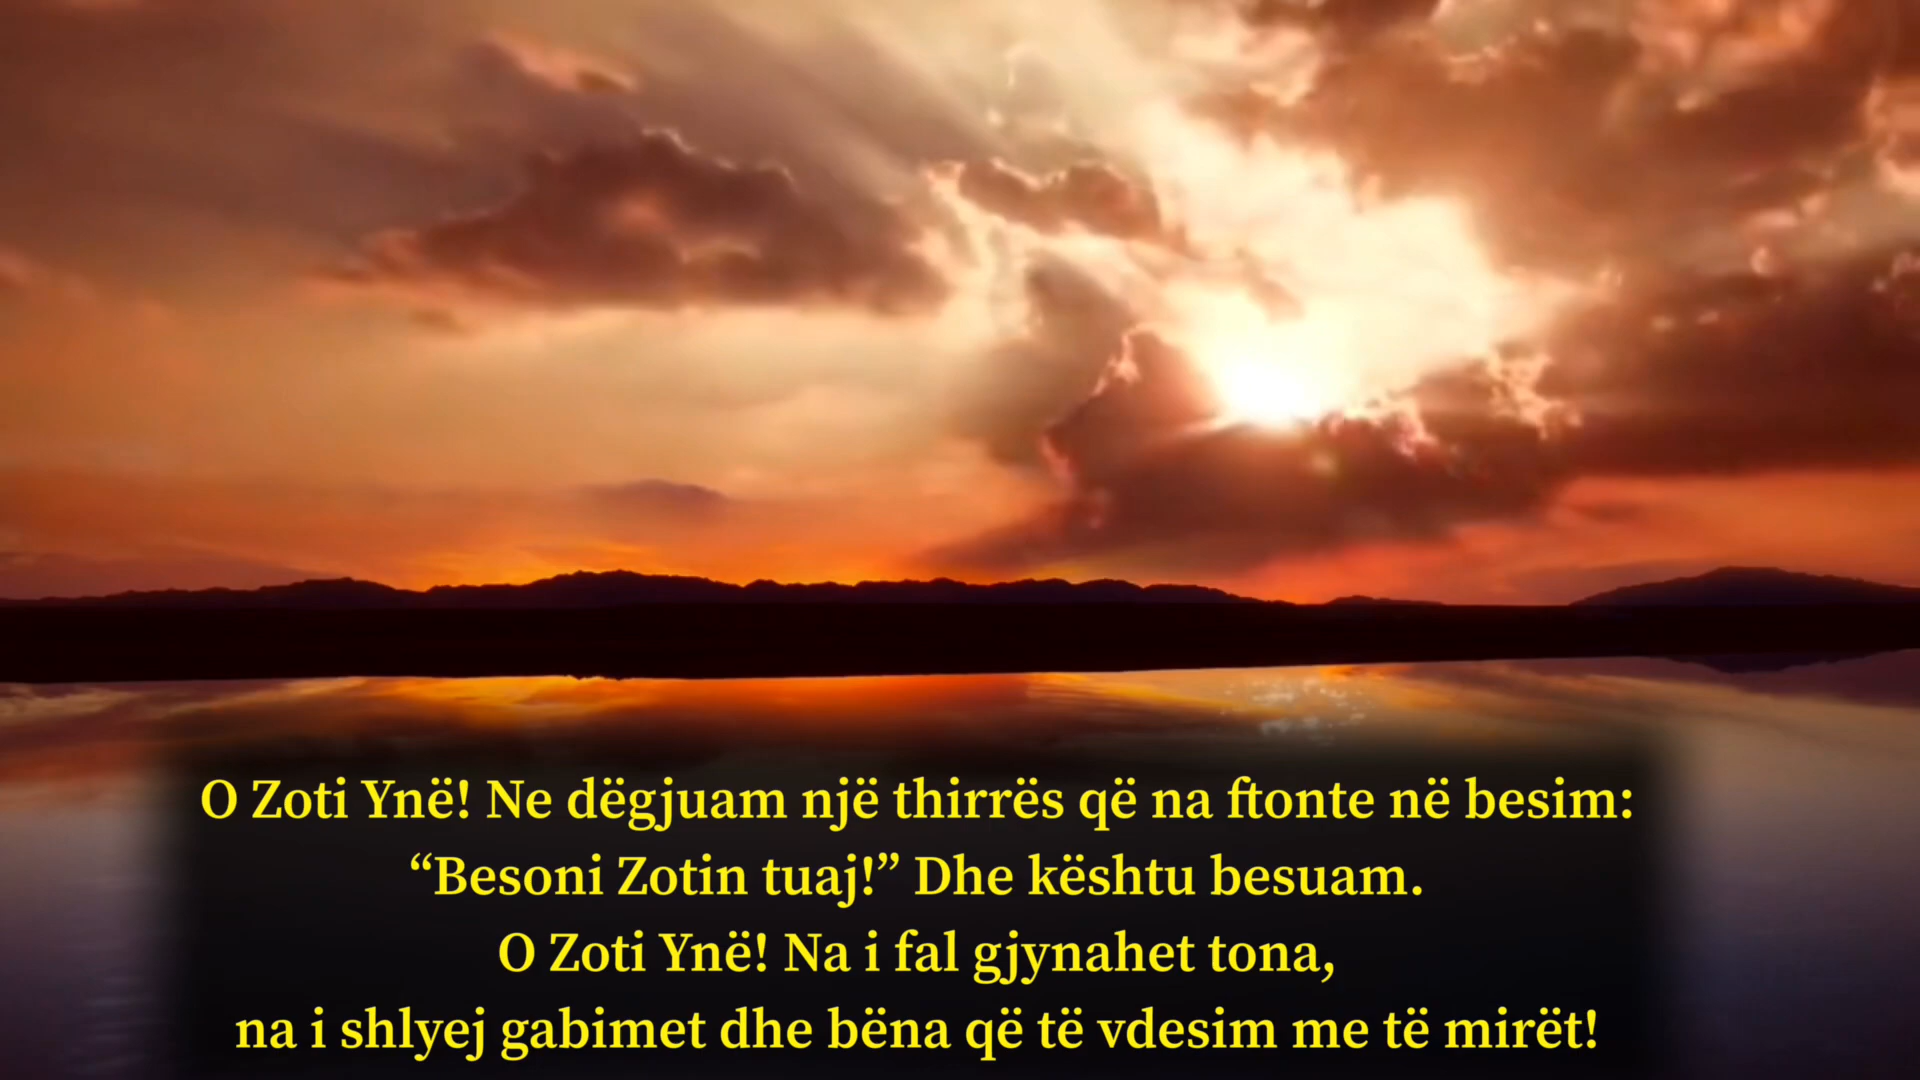 O Zoti Ynë! Ne dëgjuam një thirrës që na ftonte në besim:
“Besoni Zotin tuaj!” Dhe kështu besuam.
O Zoti Ynë! Na i fal gjynahet tona,
na i shlyej gabimet dhe bëna që të vdesim me të mirët!